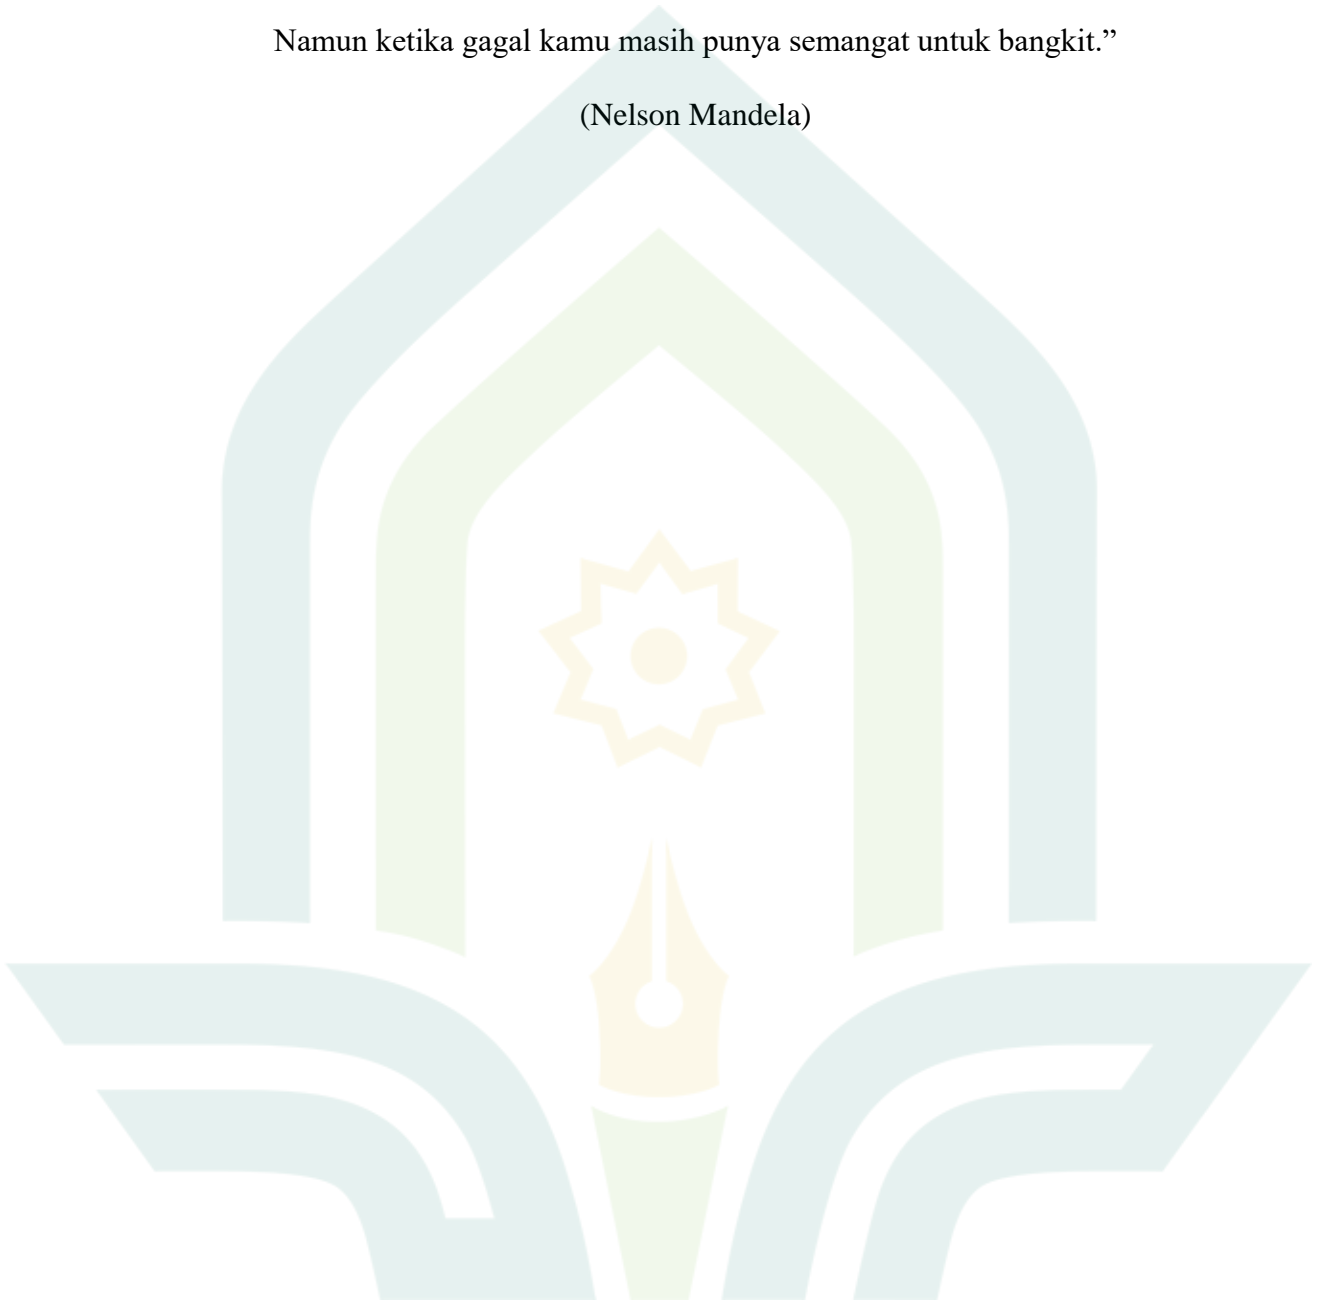 Namun ketika gagal kamu masih punya semangat untuk bangkit.”
(Nelson Mandela)